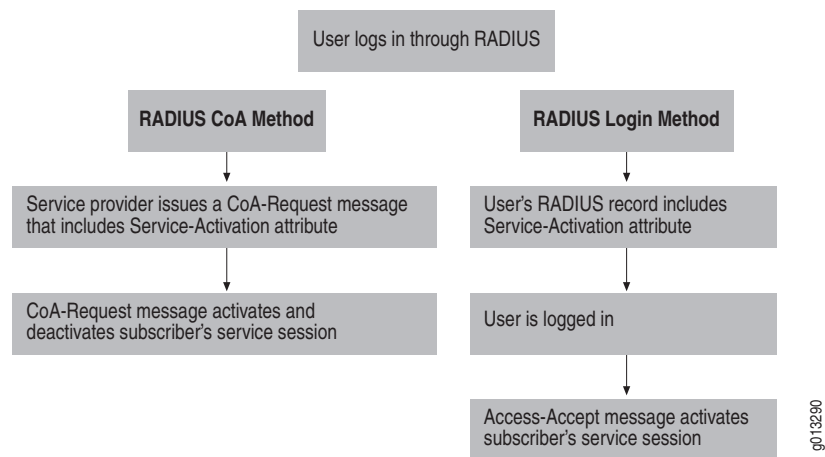 User logs in through RADIUS
RADIUS CoA Method
Service provider issues a CoA-Request message
that includes Service-Activation attribute
CoA-Request message activates and
deactivates subscriber's service session
RADIUS Login Method
User's RADIUS record includes
Service-Activation attribute
User is logged in
Access-Accept message activates
subscriber's service session
g013290